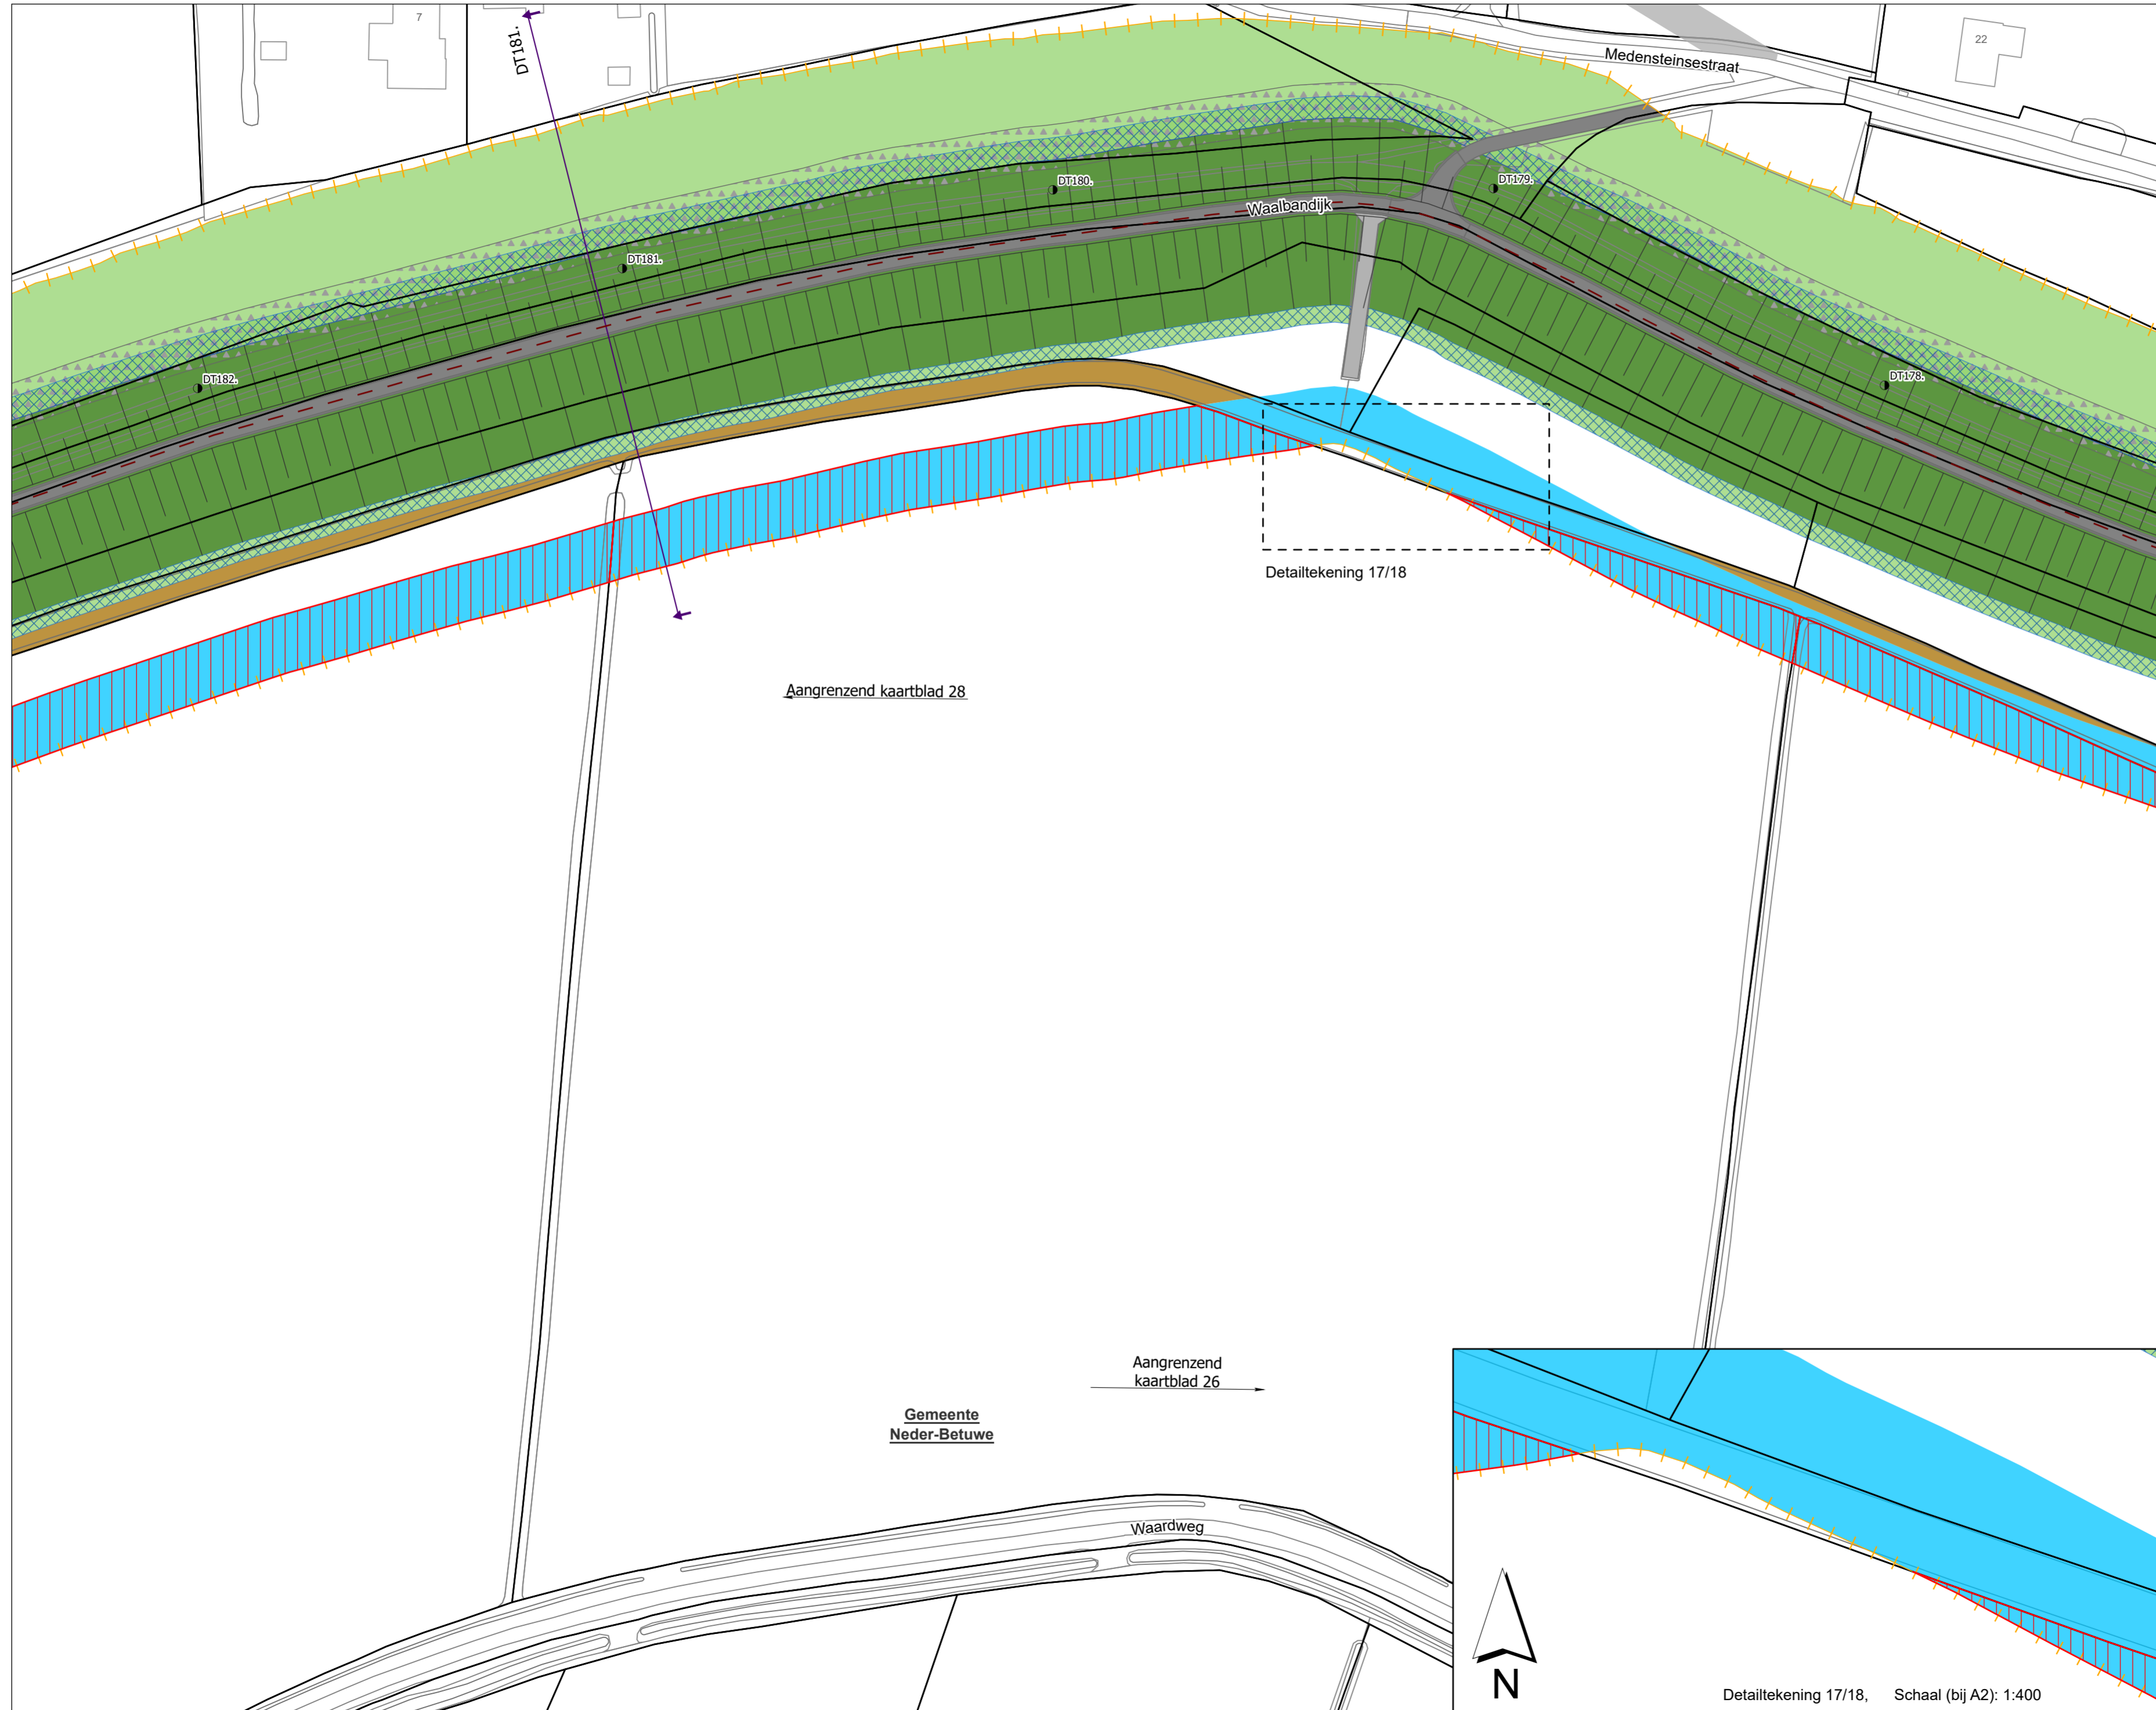 7
DT181.
Medensteinsestraat
22
DT180.
DT179.
Waalbandijk
DT181.
DT182.
DT178.
Detailtekening 17/18
Aangrenzend kaartblad 28
Aangrenzend
kaartblad 26
Gemeente
Neder-Betuwe
Waardweg
N
Detailtekening 17/18, Schaal (bij A2): 1:400